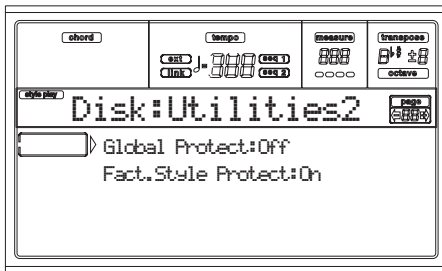 chord tempo measure transpose
ext seq 1
link seq 2
octave
style play Disk:Utilities2 page
Global Protect:Off
Fact.Style Protect:On